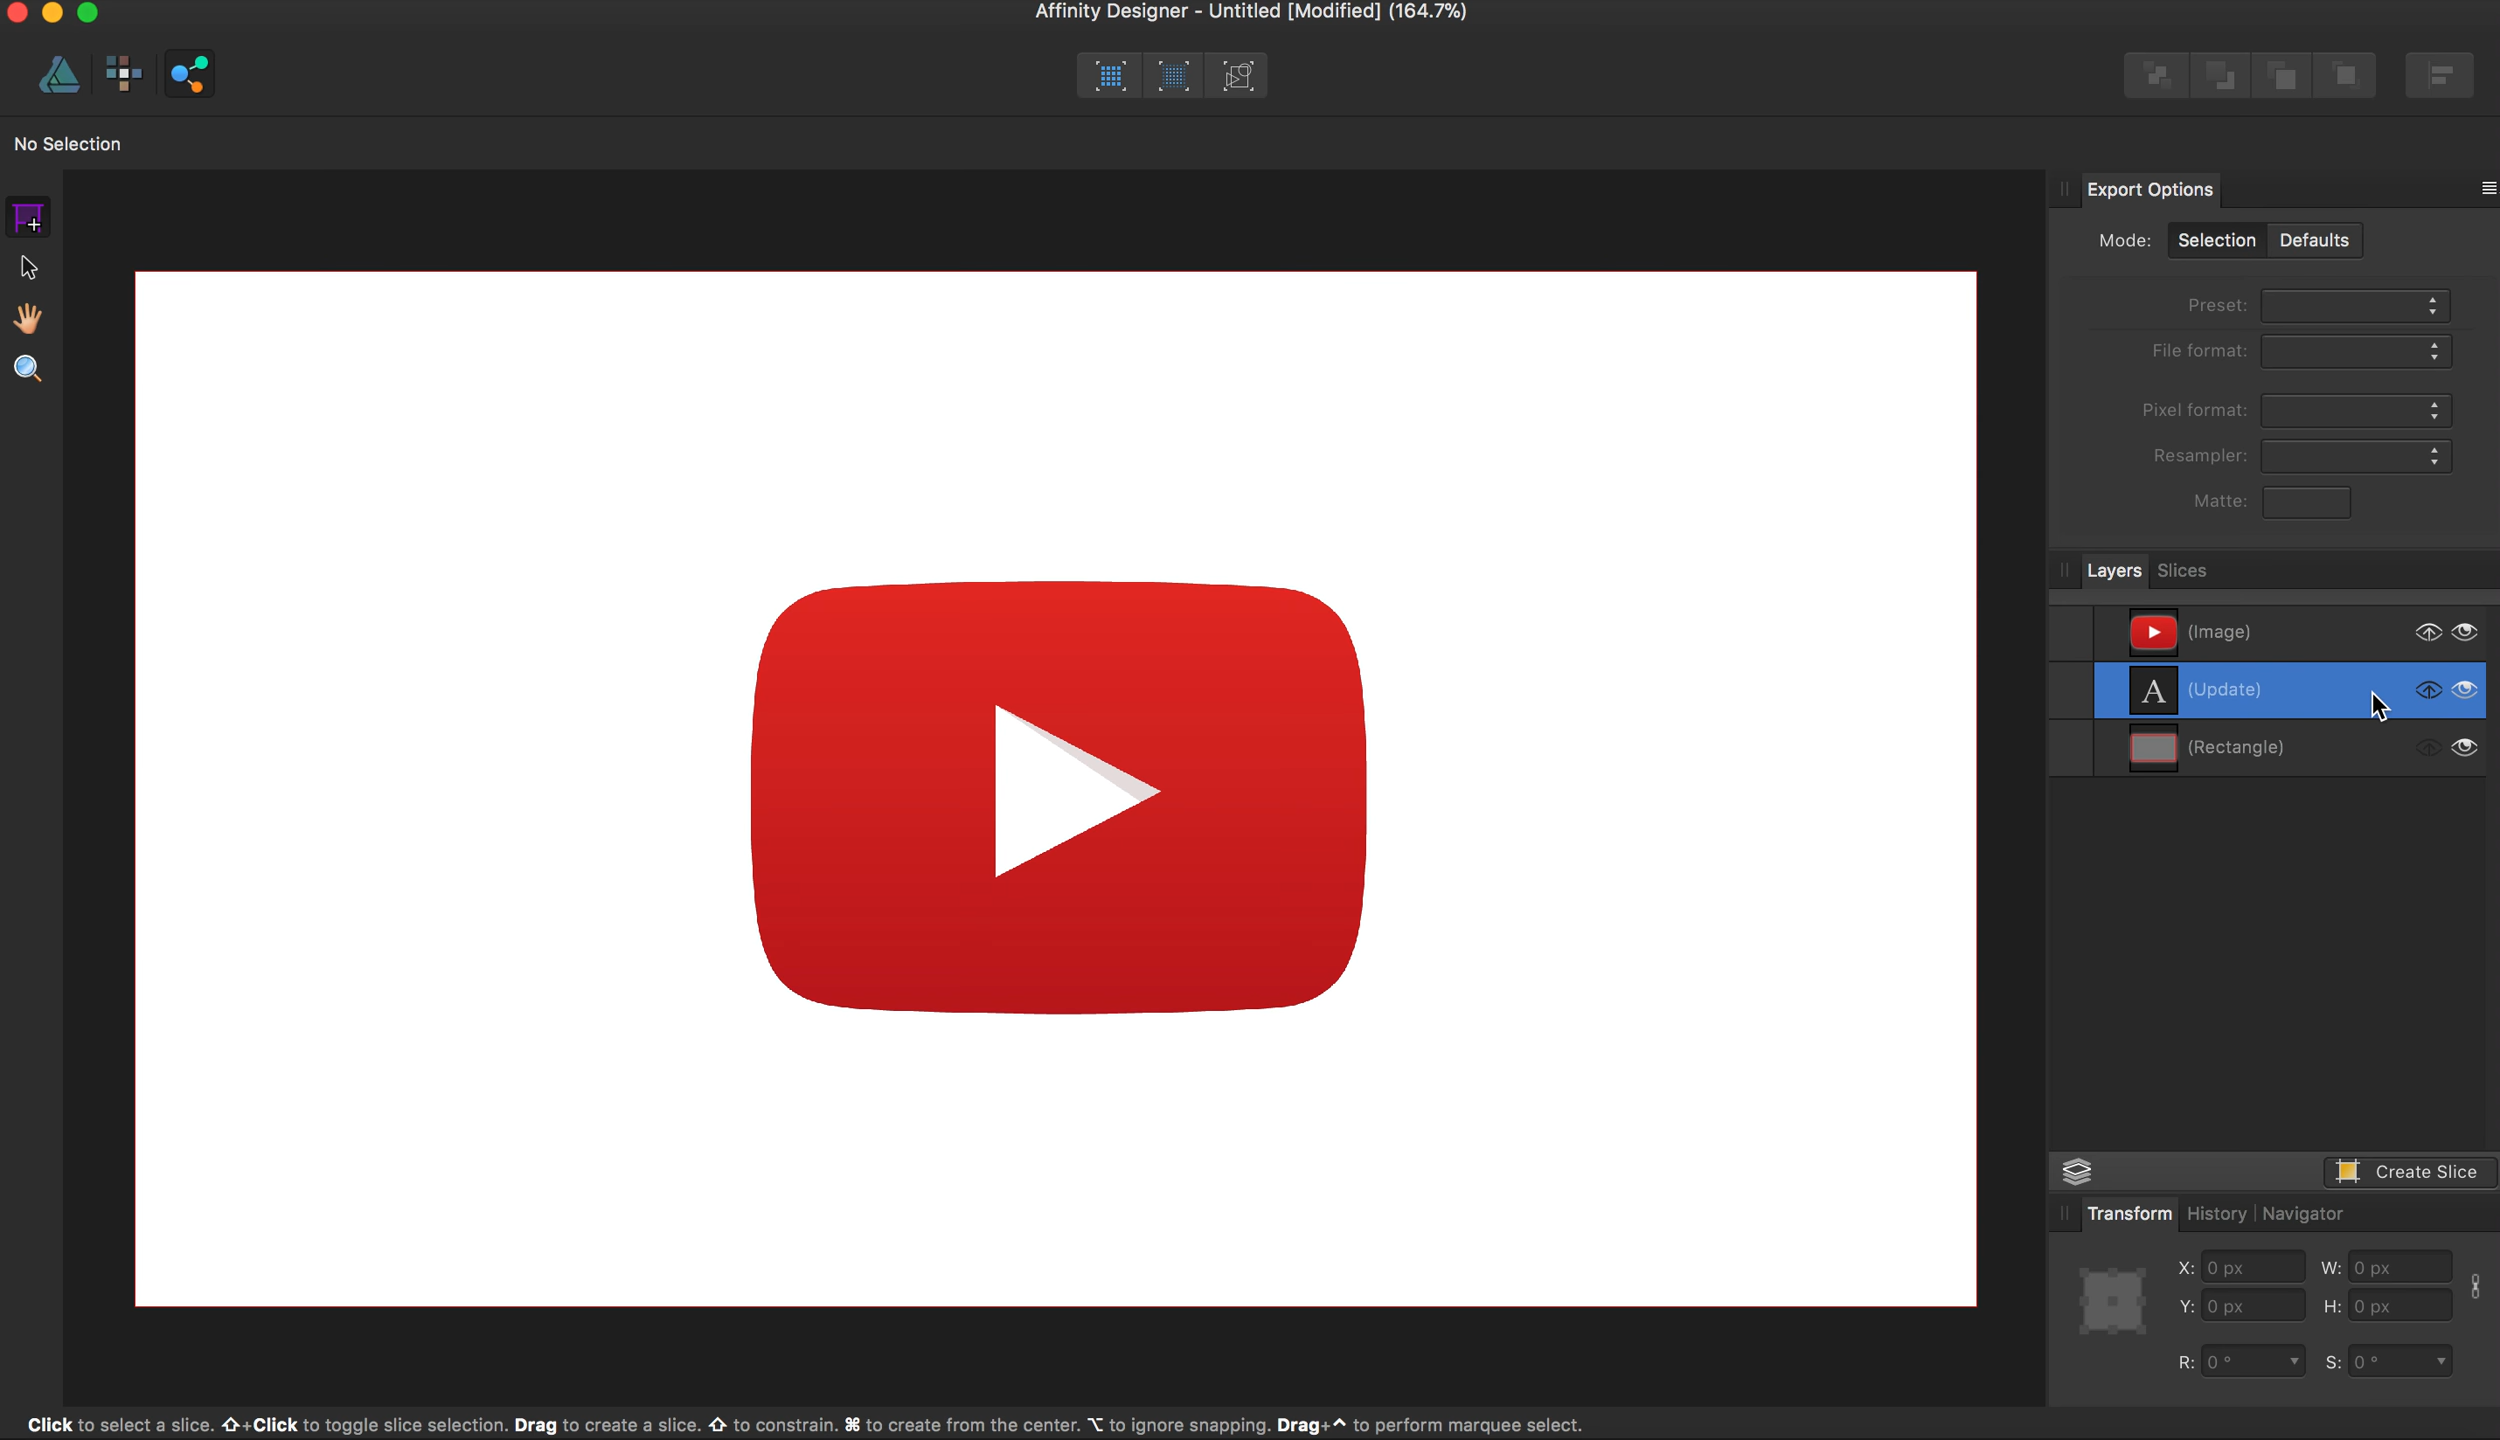 Affinity Designer - Untitled [Modified] (164.7%)
No Selection
Export Options
Mode: Selection Defaults
Preset:
File format:
Pixel format:
Resampler:
Matte:
Layers Slices
(Image)
A (Update)
(Rectangle)
Create Slice
Transform History Navigator
X: 0 px W: 0 px
Y: 0 px H: 0 px
R: 0 ° S: 0 °
Click to select a slice. ⇧+Click to toggle slice selection. Drag to create a slice. ⇧ to constrain. ⌘ to create from the center. ⌥ to ignore snapping. Drag+^ to perform marquee select.